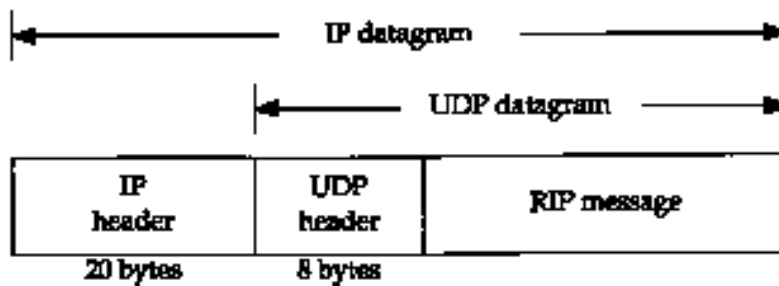 IP datagram
UDP datagram
IP header
UDP header
RIP message
20 bytes
8 bytes